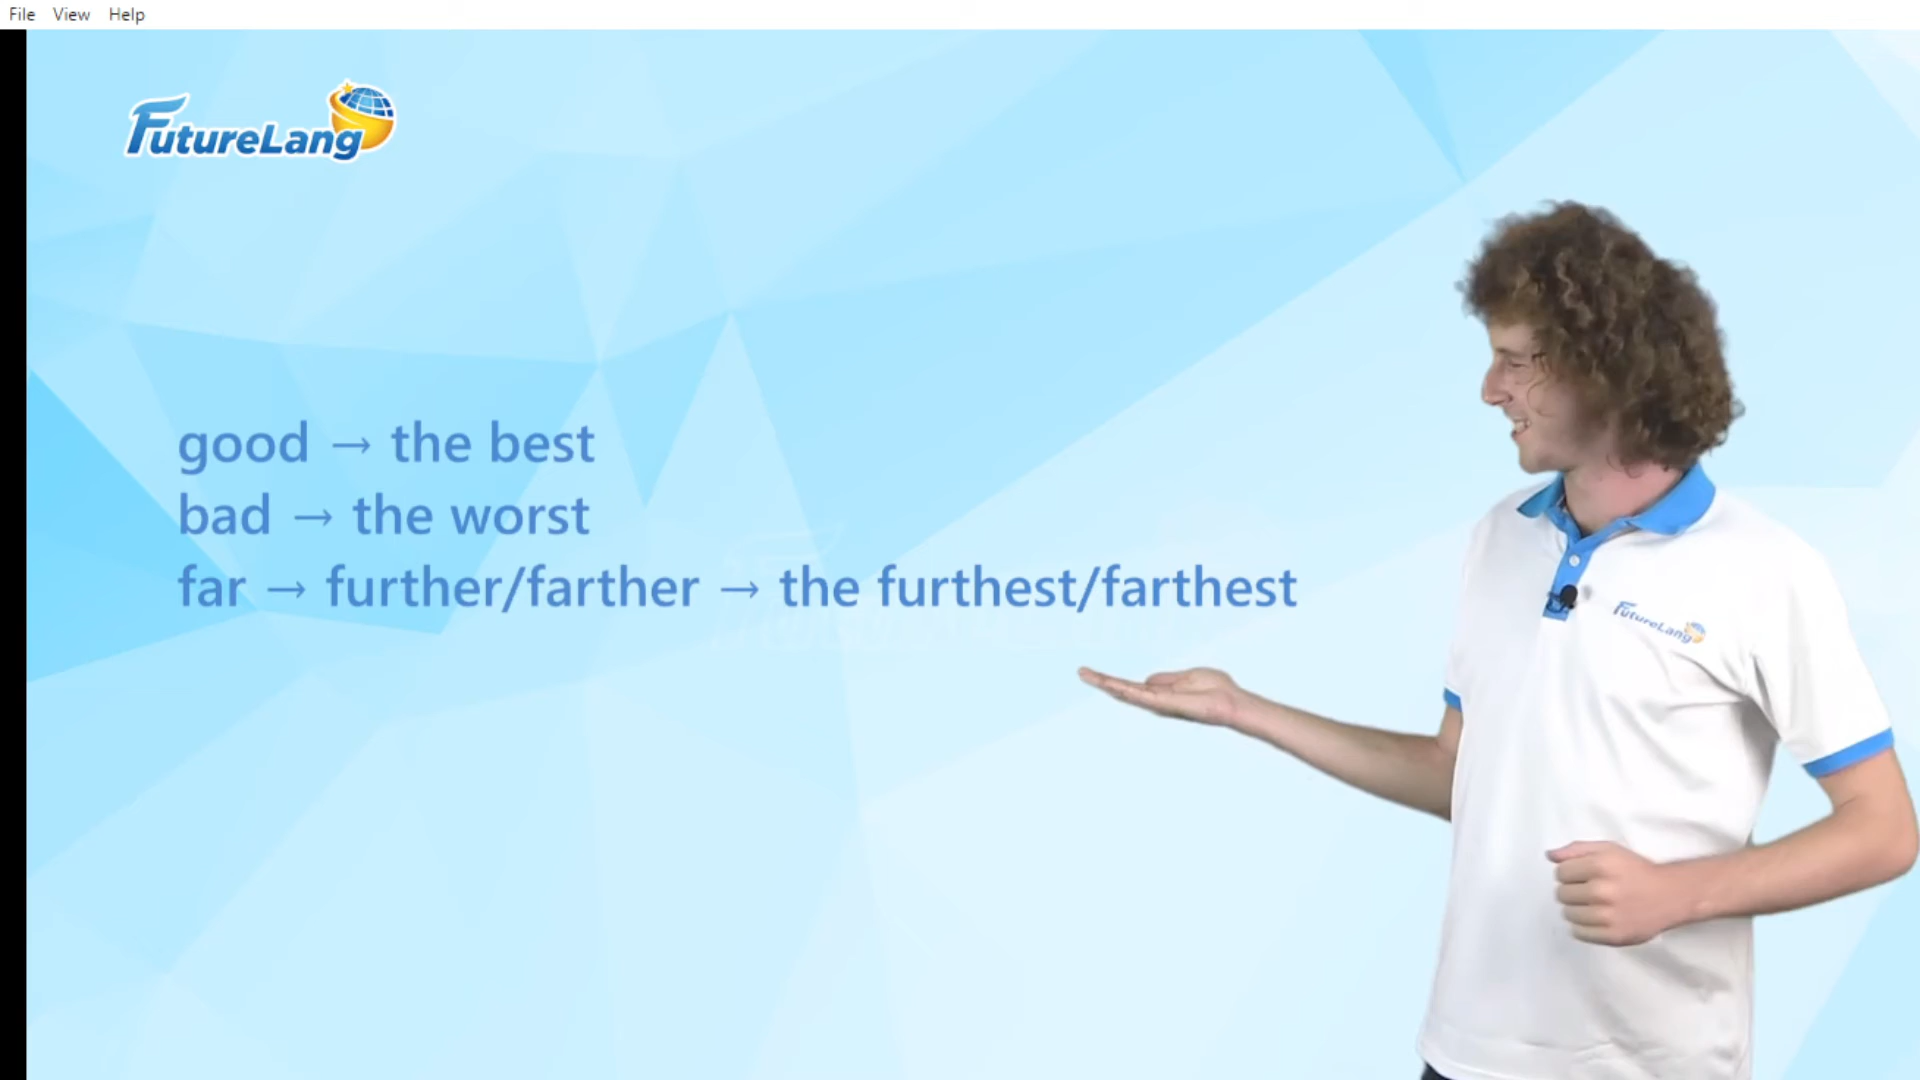 File View Help
FutureLang
good → the best
bad → the worst
far → further/farther → the furthest/farthest
FutureLang